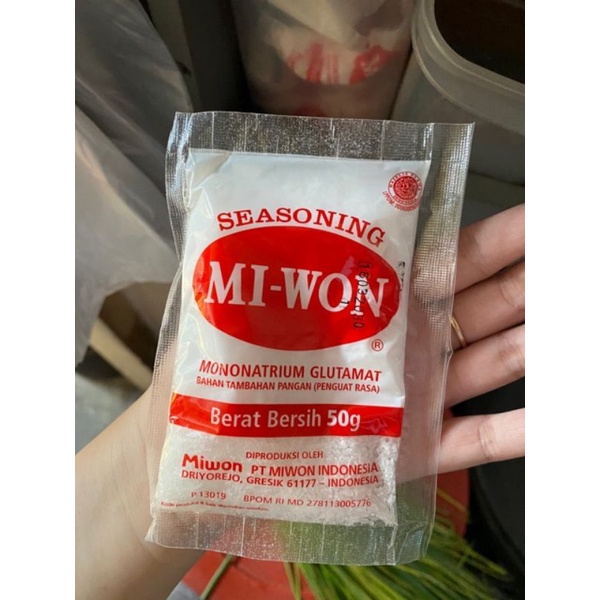 SEASONING
MI-WON
®
MONONATRIUM GLUTAMAT
BAHAN TAMBAHAN PANGAN (PENGUAT RASA)
Berat Bersih 50g
DIPRODUKSI OLEH
Miwon PT MIWON INDONESIA
DRIYOREJO, GRESIK 61177 – INDONESIA
P.13019 BPOM RI MD 278113005776